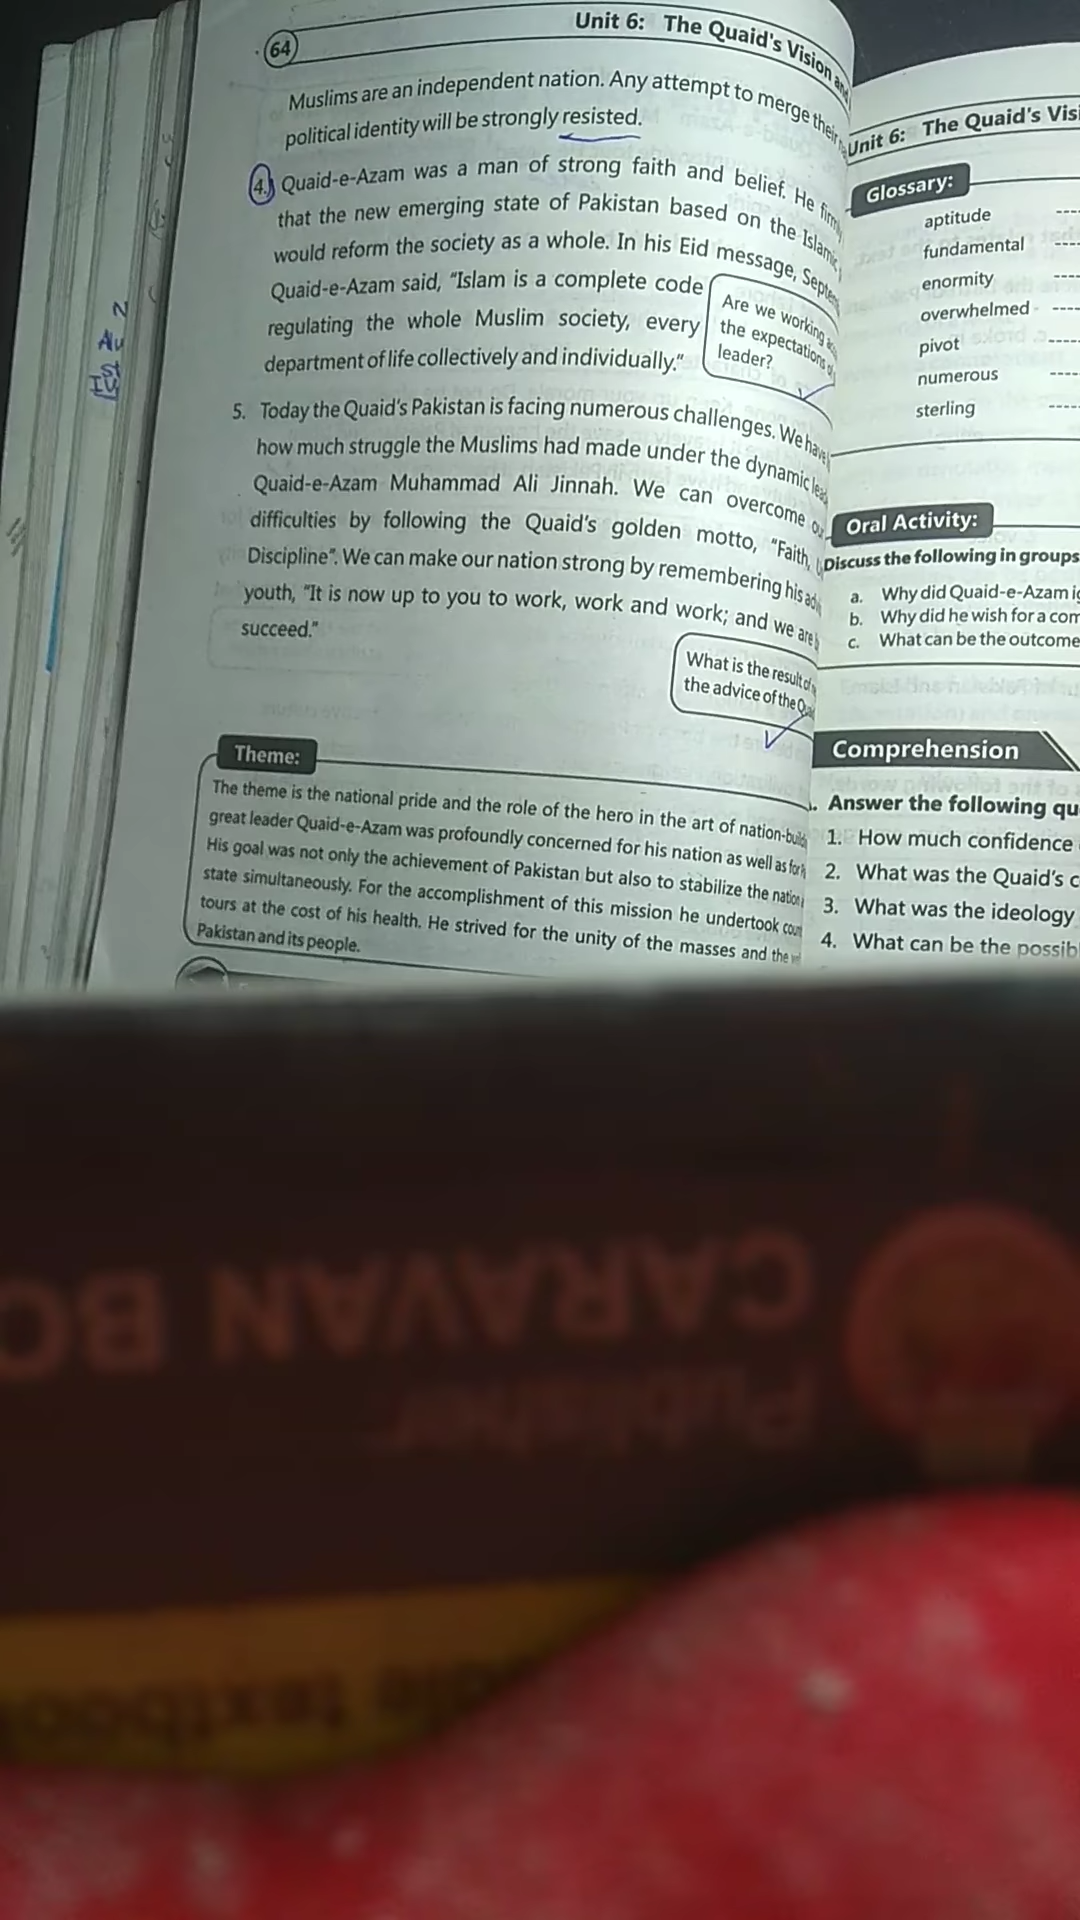 64
Unit 6: The Quaid's Vision and
Muslims are an independent nation. Any attempt to merge their
political identity will be strongly resisted.
4. Quaid-e-Azam was a man of strong faith and belief. He firmly
that the new emerging state of Pakistan based on the Islamic
would reform the society as a whole. In his Eid message, Septem
Quaid-e-Azam said, "Islam is a complete code
regulating the whole Muslim society, every
department of life collectively and individually."
Are we working
the expectations of
leader?
5. Today the Quaid's Pakistan is facing numerous challenges. We have
how much struggle the Muslims had made under the dynamic
Quaid-e-Azam Muhammad Ali Jinnah. We can overcome
difficulties by following the Quaid's golden motto, "Faith,
Discipline". We can make our nation strong by remembering his
youth, "It is now up to you to work, work and work; and we are
succeed."
What is the result of
the advice of the
Theme:
The theme is the national pride and the role of the hero in the art of nation-
great leader Quaid-e-Azam was profoundly concerned for his nation as well as for
His goal was not only the achievement of Pakistan but also to stabilize the nation
state simultaneously. For the accomplishment of this mission he undertook
tours at the cost of his health. He strived for the unity of the masses and the
Pakistan and its people.
Unit 6: The Quaid's Visi
Glossary:
aptitude ----
fundamental ----
enormity ----
overwhelmed ----
pivot -----
numerous ----
sterling ----
Oral Activity:
Discuss the following in groups
a. Why did Quaid-e-Azam ig
b. Why did he wish for a com
c. What can be the outcome
Comprehension
Answer the following qu
1. How much confidence
2. What was the Quaid's c
3. What was the ideology
4. What can be the possib
CARAVAN BO
Publisher